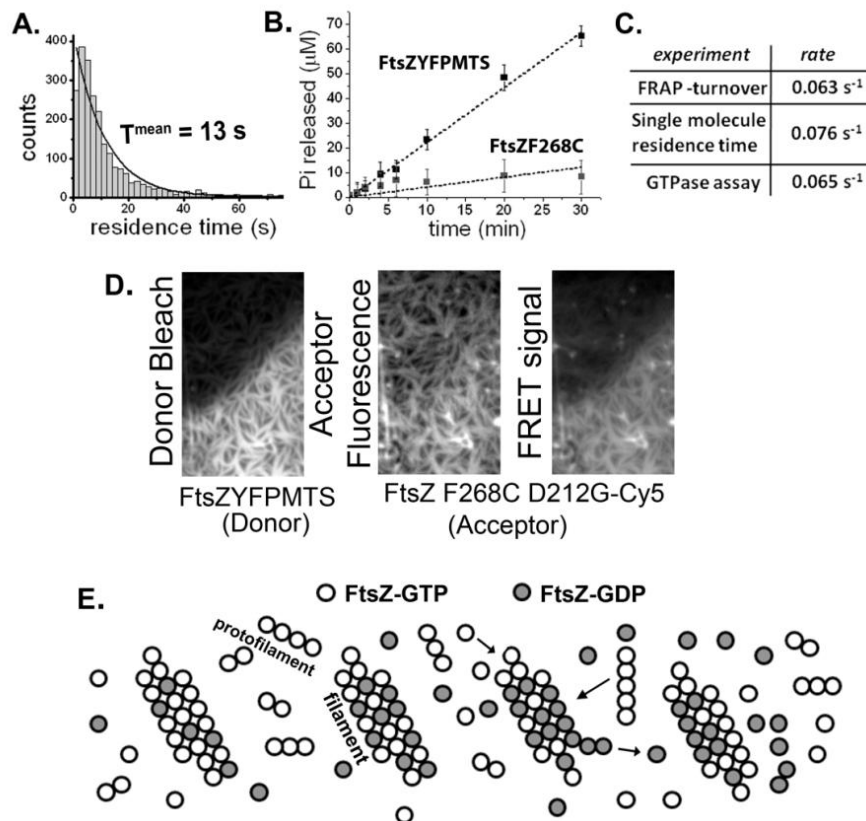 A.
400
300
200
100
0
counts
Tmean = 13 s
0 20 40 60
residence time (s)
B.
70
60
50
40
30
20
10
0
Pi released (μM)
FtsZYFPMTS
FtsZF268C
0 5 10 15 20 25 30
time (min)
C.
experiment rate
FRAP -turnover 0.063 s-1
Single molecule
residence time 0.076 s-1
GTPase assay 0.065 s-1
D.
Donor Bleach
Acceptor
Fluorescence
FRET signal
FtsZYFPMTS
(Donor)
FtsZ F268C D212G-Cy5
(Acceptor)
E.
FtsZ-GTP FtsZ-GDP
protofilament
filament